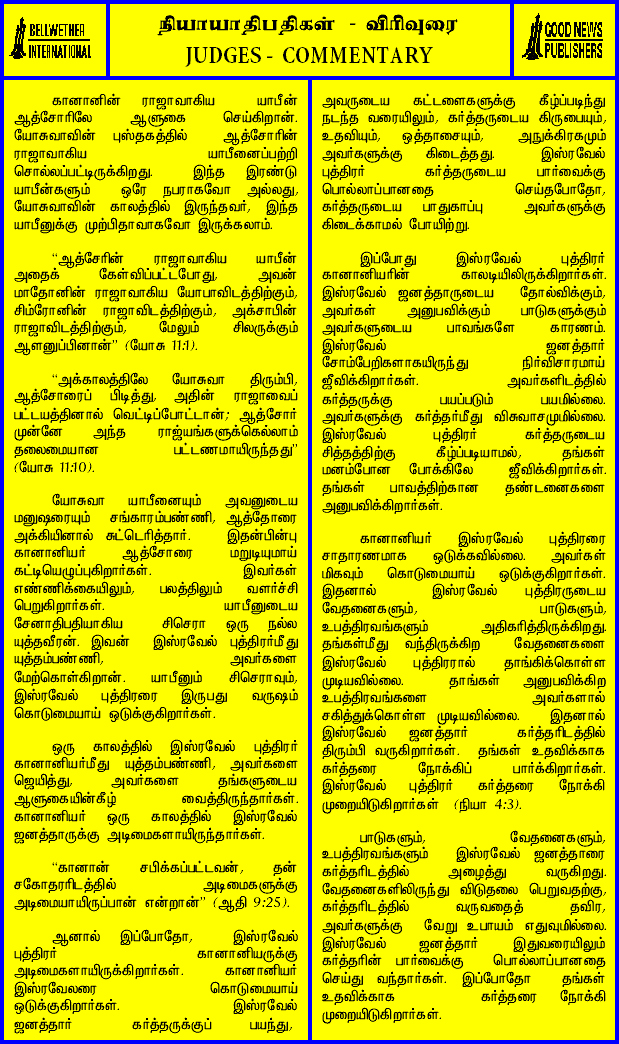 BELLWETHER
INTERNATIONAL
நியாயாதிபதிகள் - விரிவுரை
JUDGES - COMMENTARY
GOOD NEWS
PUBLISHERS
கானானின் ராஜாவாகிய யாபீன்
ஆத்சோரிலே ஆளுகை செய்கிறான்.
யோசுவாவின் புஸ்தகத்தில் ஆத்சோரின்
ராஜாவாகிய யாபீனைப்பற்றி
சொல்லப்பட்டிருக்கிறது. இந்த இரண்டு
யாபீன்களும் ஒரே நபராகவோ அல்லது,
யோசுவாவின் காலத்தில் இருந்தவர், இந்த
யாபீனுக்கு முற்பிதாவாகவோ இருக்கலாம்.
“ஆத்சேரின் ராஜாவாகிய யாபீன்
அதைக் கேள்விப்பட்டபோது, அவன்
மாதோனின் ராஜாவாகிய யோபாவிடத்திற்கும்,
சிம்ரோனின் ராஜாவிடத்திற்கும், அக்சாபின்
ராஜாவிடத்திற்கும், மேலும் சிலருக்கும்
ஆளனுப்பினான்” (யோசு 11:1).
“அக்காலத்திலே யோசுவா திரும்பி,
ஆத்சோரைப் பிடித்து, அதின் ராஜாவைப்
பட்டயத்தினால் வெட்டிப்போட்டான்; ஆத்சோர்
முன்னே அந்த ராஜ்யங்களுக்கெல்லாம்
தலைமையான பட்டணமாயிருந்தது”
(யோசு 11:10).
யோசுவா யாபீனையும் அவனுடைய
மனுஷரையும் சங்காரம்பண்ணி, ஆத்தோரை
அக்கியினால் சுட்டெரித்தார். இதன்பின்பு
கானானியர் ஆத்சோரை மறுடியுமாய்
கட்டியெழுப்புகிறார்கள். இவர்கள்
எண்ணிக்கையிலும், பலத்திலும் வளர்ச்சி
பெறுகிறார்கள். யாபீனுடைய
சேனாதிபதியாகிய சிசெரா ஒரு நல்ல
யுத்தவீரன். இவன் இஸ்ரவேல் புத்திரர்மீது
யுத்தம்பண்ணி, அவர்களை
மேற்கொள்கிறான். யாபீனும் சிசெராவும்,
இஸ்ரவேல் புத்திரரை இருபது வருஷம்
கொடுமையாய் ஒடுக்குகிறார்கள்.
ஒரு காலத்தில் இஸ்ரவேல் புத்திரர்
கானானியர்மீது யுத்தம்பண்ணி, அவர்களை
ஜெயித்து, அவர்களை தங்களுடைய
ஆளுகையின்கீழ் வைத்திருந்தார்கள்.
கானானியர் ஒரு காலத்தில் இஸ்ரவேல்
ஜனத்தாருக்கு அடிமைகளாயிருந்தார்கள்.
“கானான் சபிக்கப்பட்டவன், தன்
சகோதரரிடத்தில் அடிமைகளுக்கு
அடிமையாயிருப்பான் என்றான்” (ஆதி 9:25).
ஆனால் இப்போதோ, இஸ்ரவேல்
புத்திரர் கானானியருக்கு
அடிமைகளாயிருக்கிறார்கள். கானானியர்
இஸ்ரவேலரை கொடுமையாய்
ஒடுக்குகிறார்கள். இஸ்ரவேல்
ஜனத்தார் கர்த்தருக்குப் பயந்து,
அவருடைய கட்டளைகளுக்கு கீழ்ப்படிந்து
நடந்த வரையிலும், கர்த்தருடைய கிருபையும்,
உதவியும், ஒத்தாசையும், அநுக்கிரகமும்
அவர்களுக்கு கிடைத்தது. இஸ்ரவேல்
புத்திரர் கர்த்தருடைய பார்வைக்கு
பொல்லாப்பானதை செய்தபோதோ,
கர்த்தருடைய பாதுகாப்பு அவர்களுக்கு
கிடைக்காமல் போயிற்று.
இப்போது இஸ்ரவேல் புத்திரர்
கானானியரின் காலடியிலிருக்கிறார்கள்.
இஸ்ரவேல் ஜனத்தாருடைய தோல்விக்கும்,
அவர்கள் அனுபவிக்கும் பாடுகளுக்கும்
அவர்களுடைய பாவங்களே காரணம்.
இஸ்ரவேல் ஜனத்தார்
சோம்பேறிகளாகயிருந்து நிர்விசாரமாய்
ஜீவிக்கிறார்கள். அவர்களிடத்தில்
கர்த்தருக்கு பயப்படும் பயமில்லை.
அவர்களுக்கு கர்த்தர்மீது விசுவாசமுமில்லை.
இஸ்ரவேல் புத்திரர் கர்த்தருடைய
சித்தத்திற்கு கீழ்ப்படியாமல், தங்கள்
மனம்போன போக்கிலே ஜீவிக்கிறார்கள்.
தங்கள் பாவத்திற்கான தண்டனைகளை
அனுபவிக்கிறார்கள்.
கானானியர் இஸ்ரவேல் புத்திரரை
சாதாரணமாக ஒடுக்கவில்லை. அவர்கள்
மிகவும் கொடுமையாய் ஒடுக்குகிறார்கள்.
இதனால் இஸ்ரவேல் புத்திரருடைய
வேதனைகளும், பாடுகளும்,
உபத்திரவங்களும் அதிகரித்திருக்கிறது.
தங்கள்மீது வந்திருக்கிற வேதனைகளை
இஸ்ரவேல் புத்திரரால் தாங்கிக்கொள்ள
முடியவில்லை. தாங்கள் அனுபவிக்கிற
உபத்திரவங்களை அவர்களால்
சகித்துக்கொள்ள முடியவில்லை. இதனால்
இஸ்ரவேல் ஜனத்தார் கர்த்தரிடத்தில்
திரும்பி வருகிறார்கள். தங்கள் உதவிக்காக
கர்த்தரை நோக்கிப் பார்க்கிறார்கள்.
இஸ்ரவேல் புத்திரர் கர்த்தரை நோக்கி
முறையிடுகிறார்கள் (நியா 4:3).
பாடுகளும், வேதனைகளும்,
உபத்திரவங்களும் இஸ்ரவேல் ஜனத்தாரை
கர்த்தரிடத்தில் அழைத்து வருகிறது.
வேதனைகளிலிருந்து விடுதலை பெறுவதற்கு,
கர்த்தரிடத்தில் வருவதைத் தவிர,
அவர்களுக்கு வேறு உபாயம் எதுவுமில்லை.
இஸ்ரவேல் ஜனத்தார் இதுவரையிலும்
கர்த்தரின் பார்வைக்கு பொல்லாப்பானதை
செய்து வந்தார்கள். இப்போதோ தங்கள்
உதவிக்காக கர்த்தரை நோக்கி
முறையிடுகிறார்கள்.